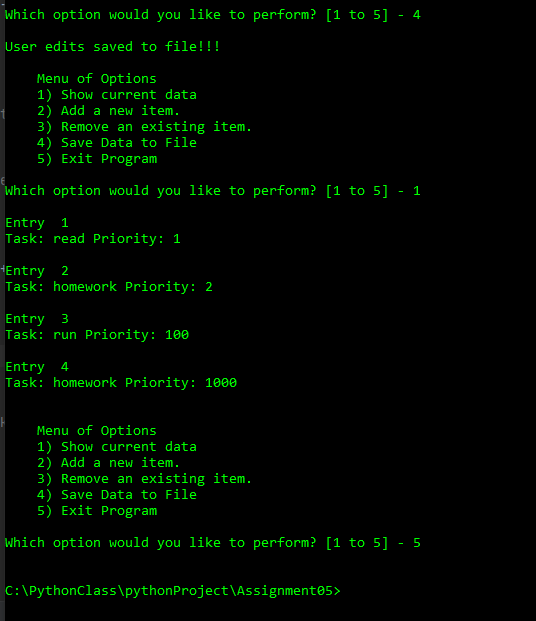 Which option would you like to perform? [1 to 5] - 4
User edits saved to file!!!
Menu of Options
1) Show current data
2) Add a new item.
3) Remove an existing item.
4) Save Data to File
5) Exit Program
Which option would you like to perform? [1 to 5] - 1
Entry  1
Task: read Priority: 1
Entry  2
Task: homework Priority: 2
Entry  3
Task: run Priority: 100
Entry  4
Task: homework Priority: 1000
Menu of Options
1) Show current data
2) Add a new item.
3) Remove an existing item.
4) Save Data to File
5) Exit Program
Which option would you like to perform? [1 to 5] - 5
C:\PythonClass\pythonProject\Assignment05>